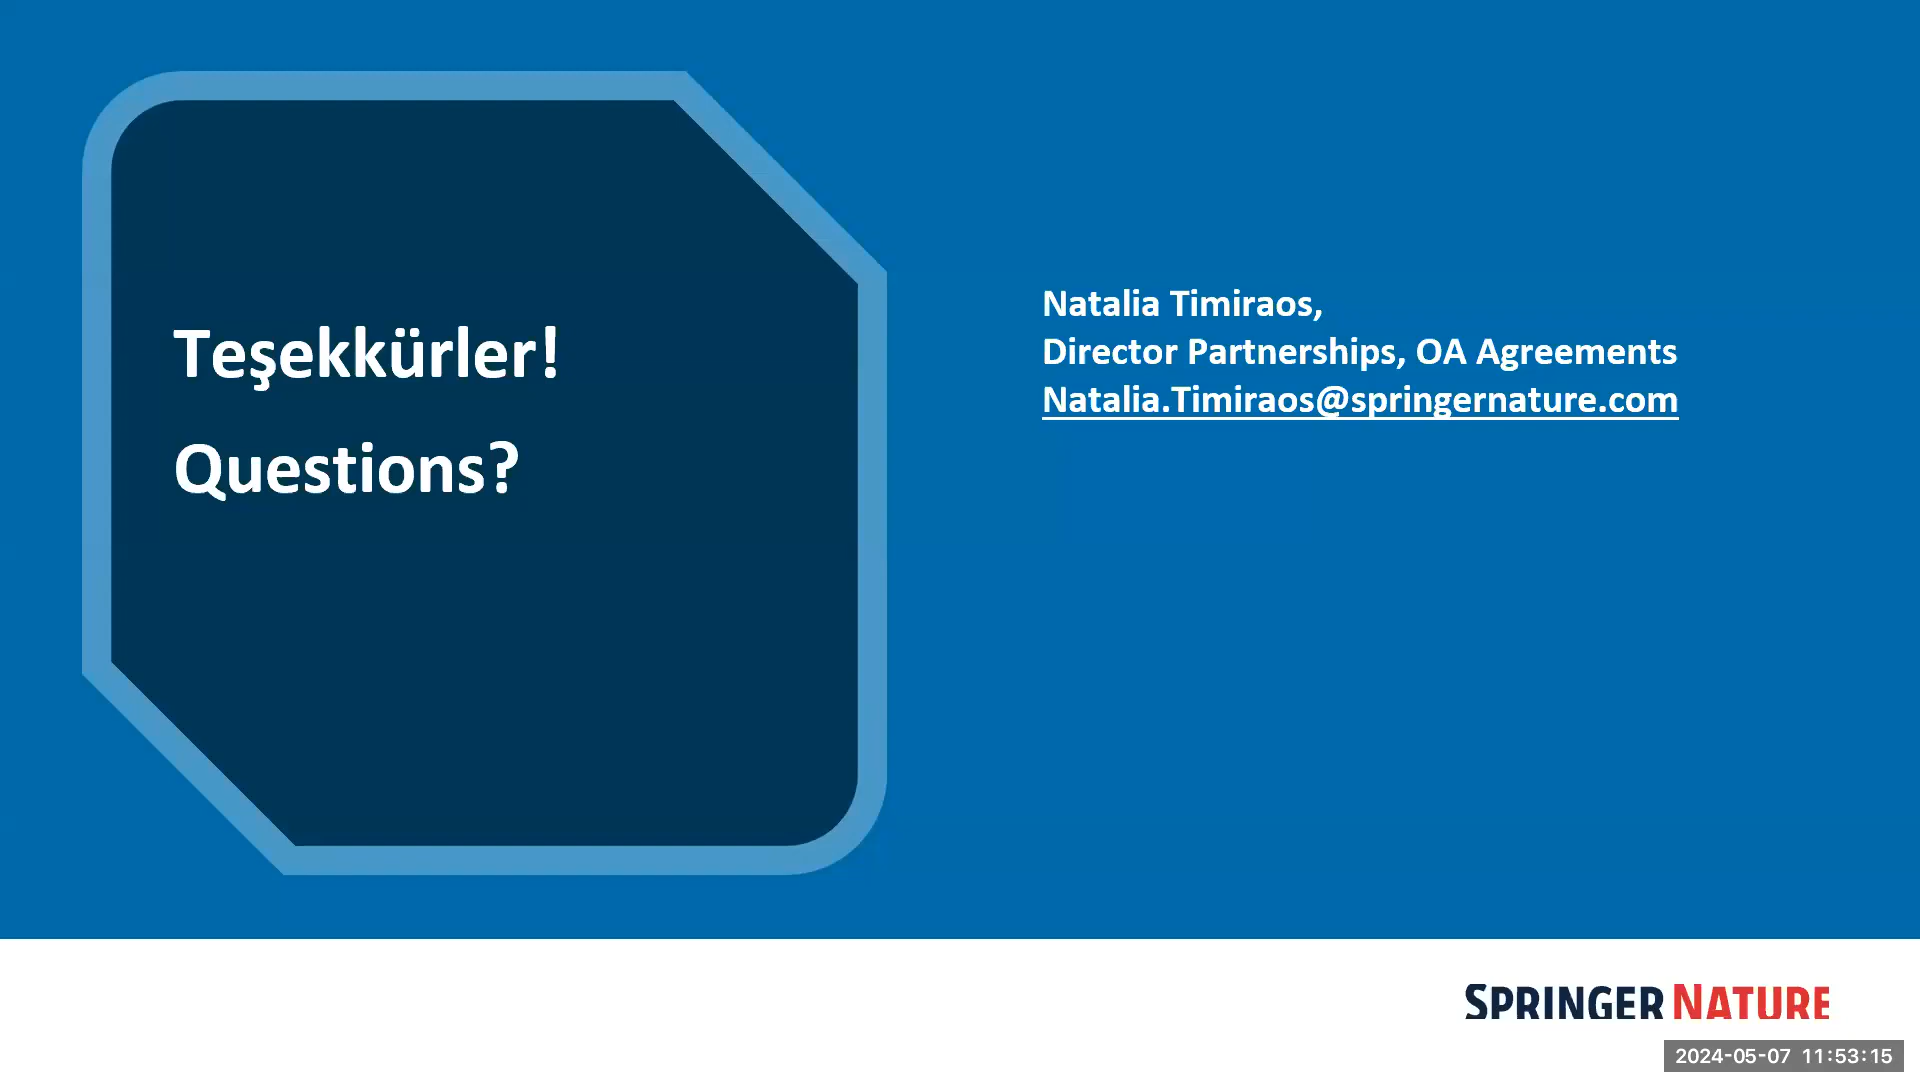 Teşekkürler!
Questions?
Natalia Timiraos,
Director Partnerships, OA Agreements
Natalia.Timiraos@springernature.com
SPRINGER NATURE
2024-05-07 11:53:15